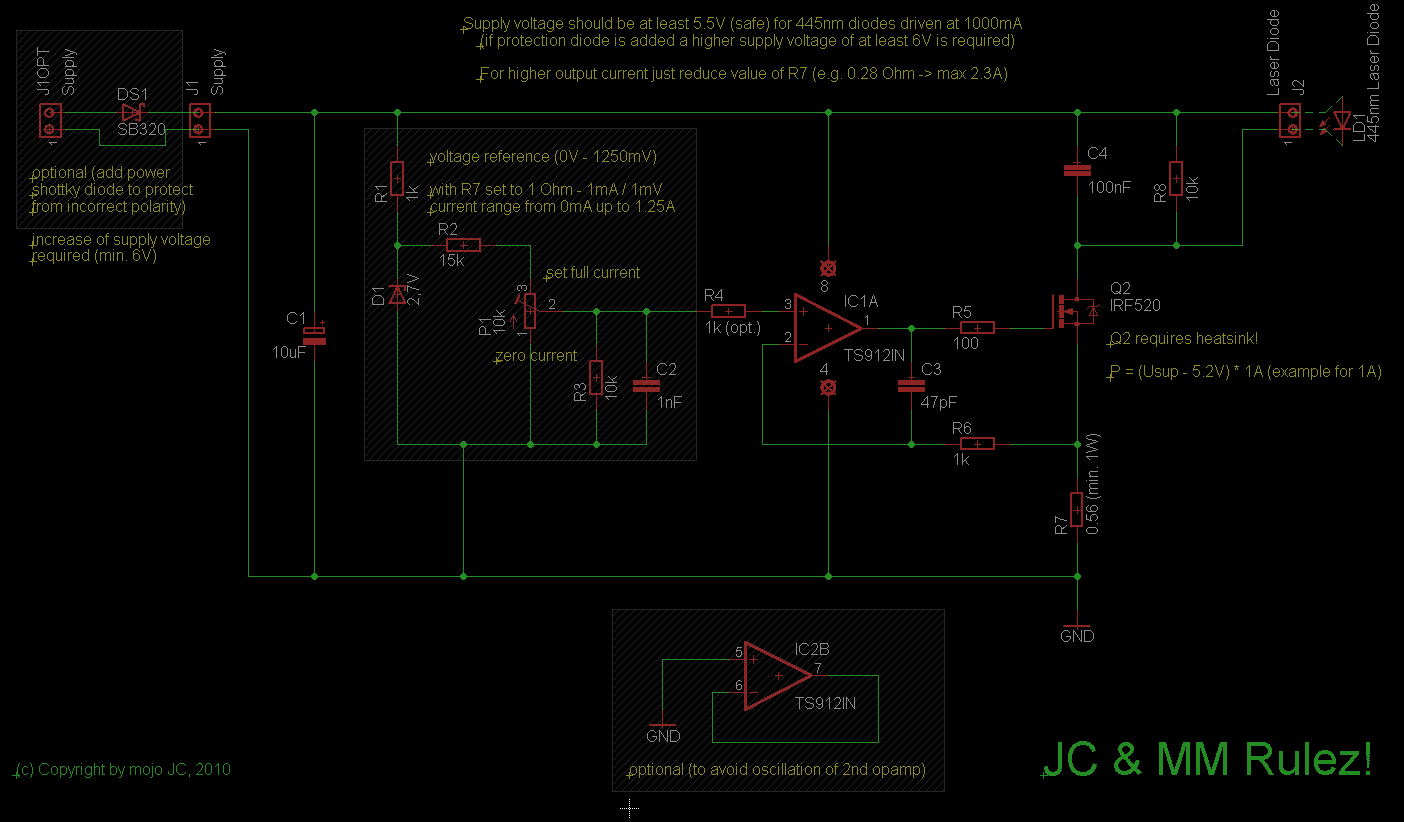 Supply voltage should be at least 5.5V (safe) for 445nm diodes driven at 1000mA
(if protection diode is added a higher supply voltage of at least 6V is required)
For higher output current just reduce value of R7 (e.g. 0.28 Ohm -> max 2.3A)
J1OPT
Supply
DS1
SB320
1
J1
Supply
1
optional (add power
shottky diode to protect
from incorrect polarity)
increase of supply voltage
required (min. 6V)
C1
10uF
voltage reference (0V - 1250mV)
with R7 set to 1 Ohm - 1mA / 1mV
current range from 0mA up to 1.25A
R1
1k
R2
15k
D1
2,7V
set full current
P1
10k
3
2
1
zero current
R3
10k
C2
1nF
R4
1k (opt.)
3
2
8
4
1
IC1A
TS912IN
C3
47pF
R5
100
R6
1k
C4
100nF
R8
10k
Laser Diode
J2
1
LD1
445nm Laser Diode
Q2
IRF520
Q2 requires heatsink!
P = (Usup - 5.2V) * 1A (example for 1A)
R7
0.56 (min. 1W)
GND
5
6
7
IC2B
TS912IN
GND
optional (to avoid oscillation of 2nd opamp)
(c) Copyright by mojo JC, 2010
JC & MM Rulez!